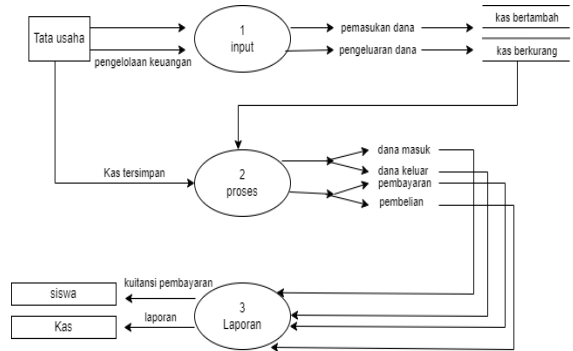 Tata usaha
pengelolaan keuangan
1
input
pemasukan dana
pengeluaran dana
kas bertambah
kas berkurang
Kas tersimpan
2
proses
dana masuk
dana keluar
pembayaran
pembelian
siswa
Kas
kuitansi pembayaran
laporan
3
Laporan